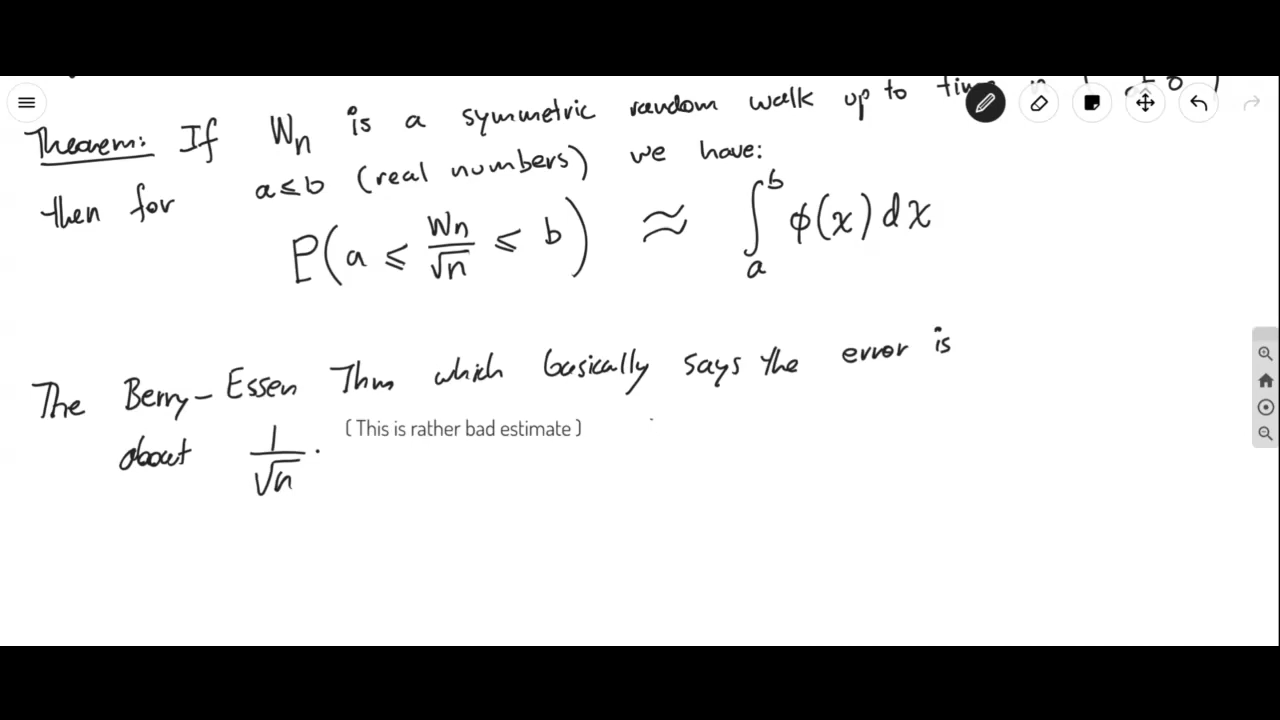 Theorem: If Wn is a symmetric random walk up to
then for a ≤ b (real numbers) we have:
P(a ≤ Wn/√n ≤ b) ≈ ∫_a^b ϕ(x) dx
The Berry-Essen Thm which basically says the error is
about 1/√n.
(This is rather bad estimate)